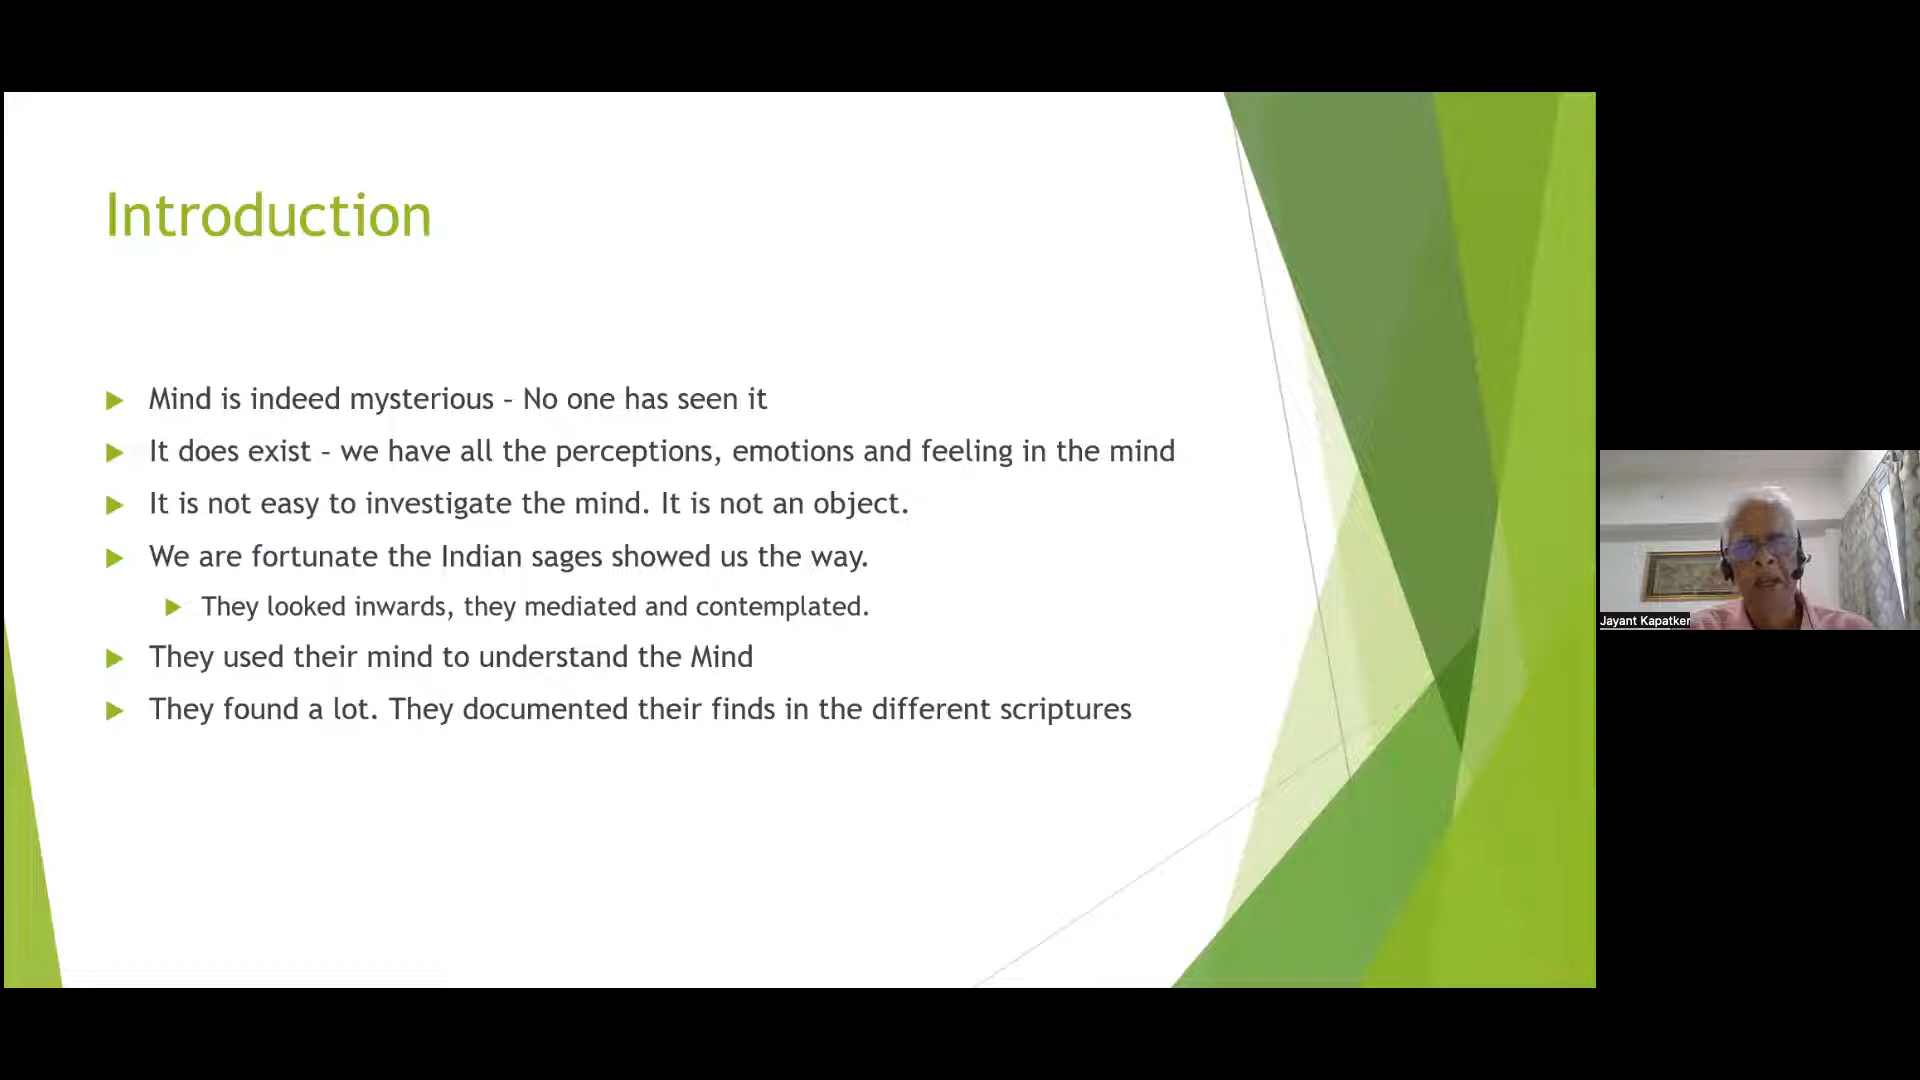 Introduction
Mind is indeed mysterious – No one has seen it
It does exist – we have all the perceptions, emotions and feeling in the mind
It is not easy to investigate the mind. It is not an object.
We are fortunate the Indian sages showed us the way.
They looked inwards, they mediated and contemplated.
They used their mind to understand the Mind
They found a lot. They documented their finds in the different scriptures
Jayant Kapatker